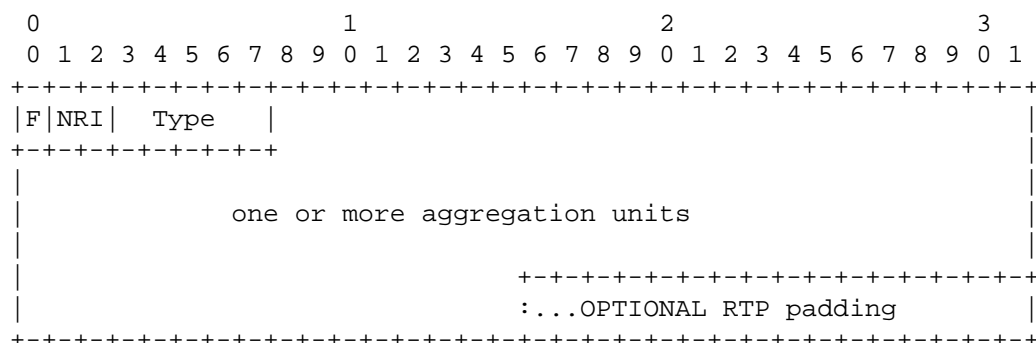 0                   1                   2                   3
 0 1 2 3 4 5 6 7 8 9 0 1 2 3 4 5 6 7 8 9 0 1 2 3 4 5 6 7 8 9 0 1
+-+-+-+-+-+-+-+-+-+-+-+-+-+-+-+-+-+-+-+-+-+-+-+-+-+-+-+-+-+-+-+-+
|F|NRI|  Type   |                                               |
+-+-+-+-+-+-+-+-+                                               |
|                                                               |
|             one or more aggregation units                     |
|                                                               |
|                               +-+-+-+-+-+-+-+-+-+-+-+-+-+-+-+-+
|                               :...OPTIONAL RTP padding        |
+-+-+-+-+-+-+-+-+-+-+-+-+-+-+-+-+-+-+-+-+-+-+-+-+-+-+-+-+-+-+-+-+